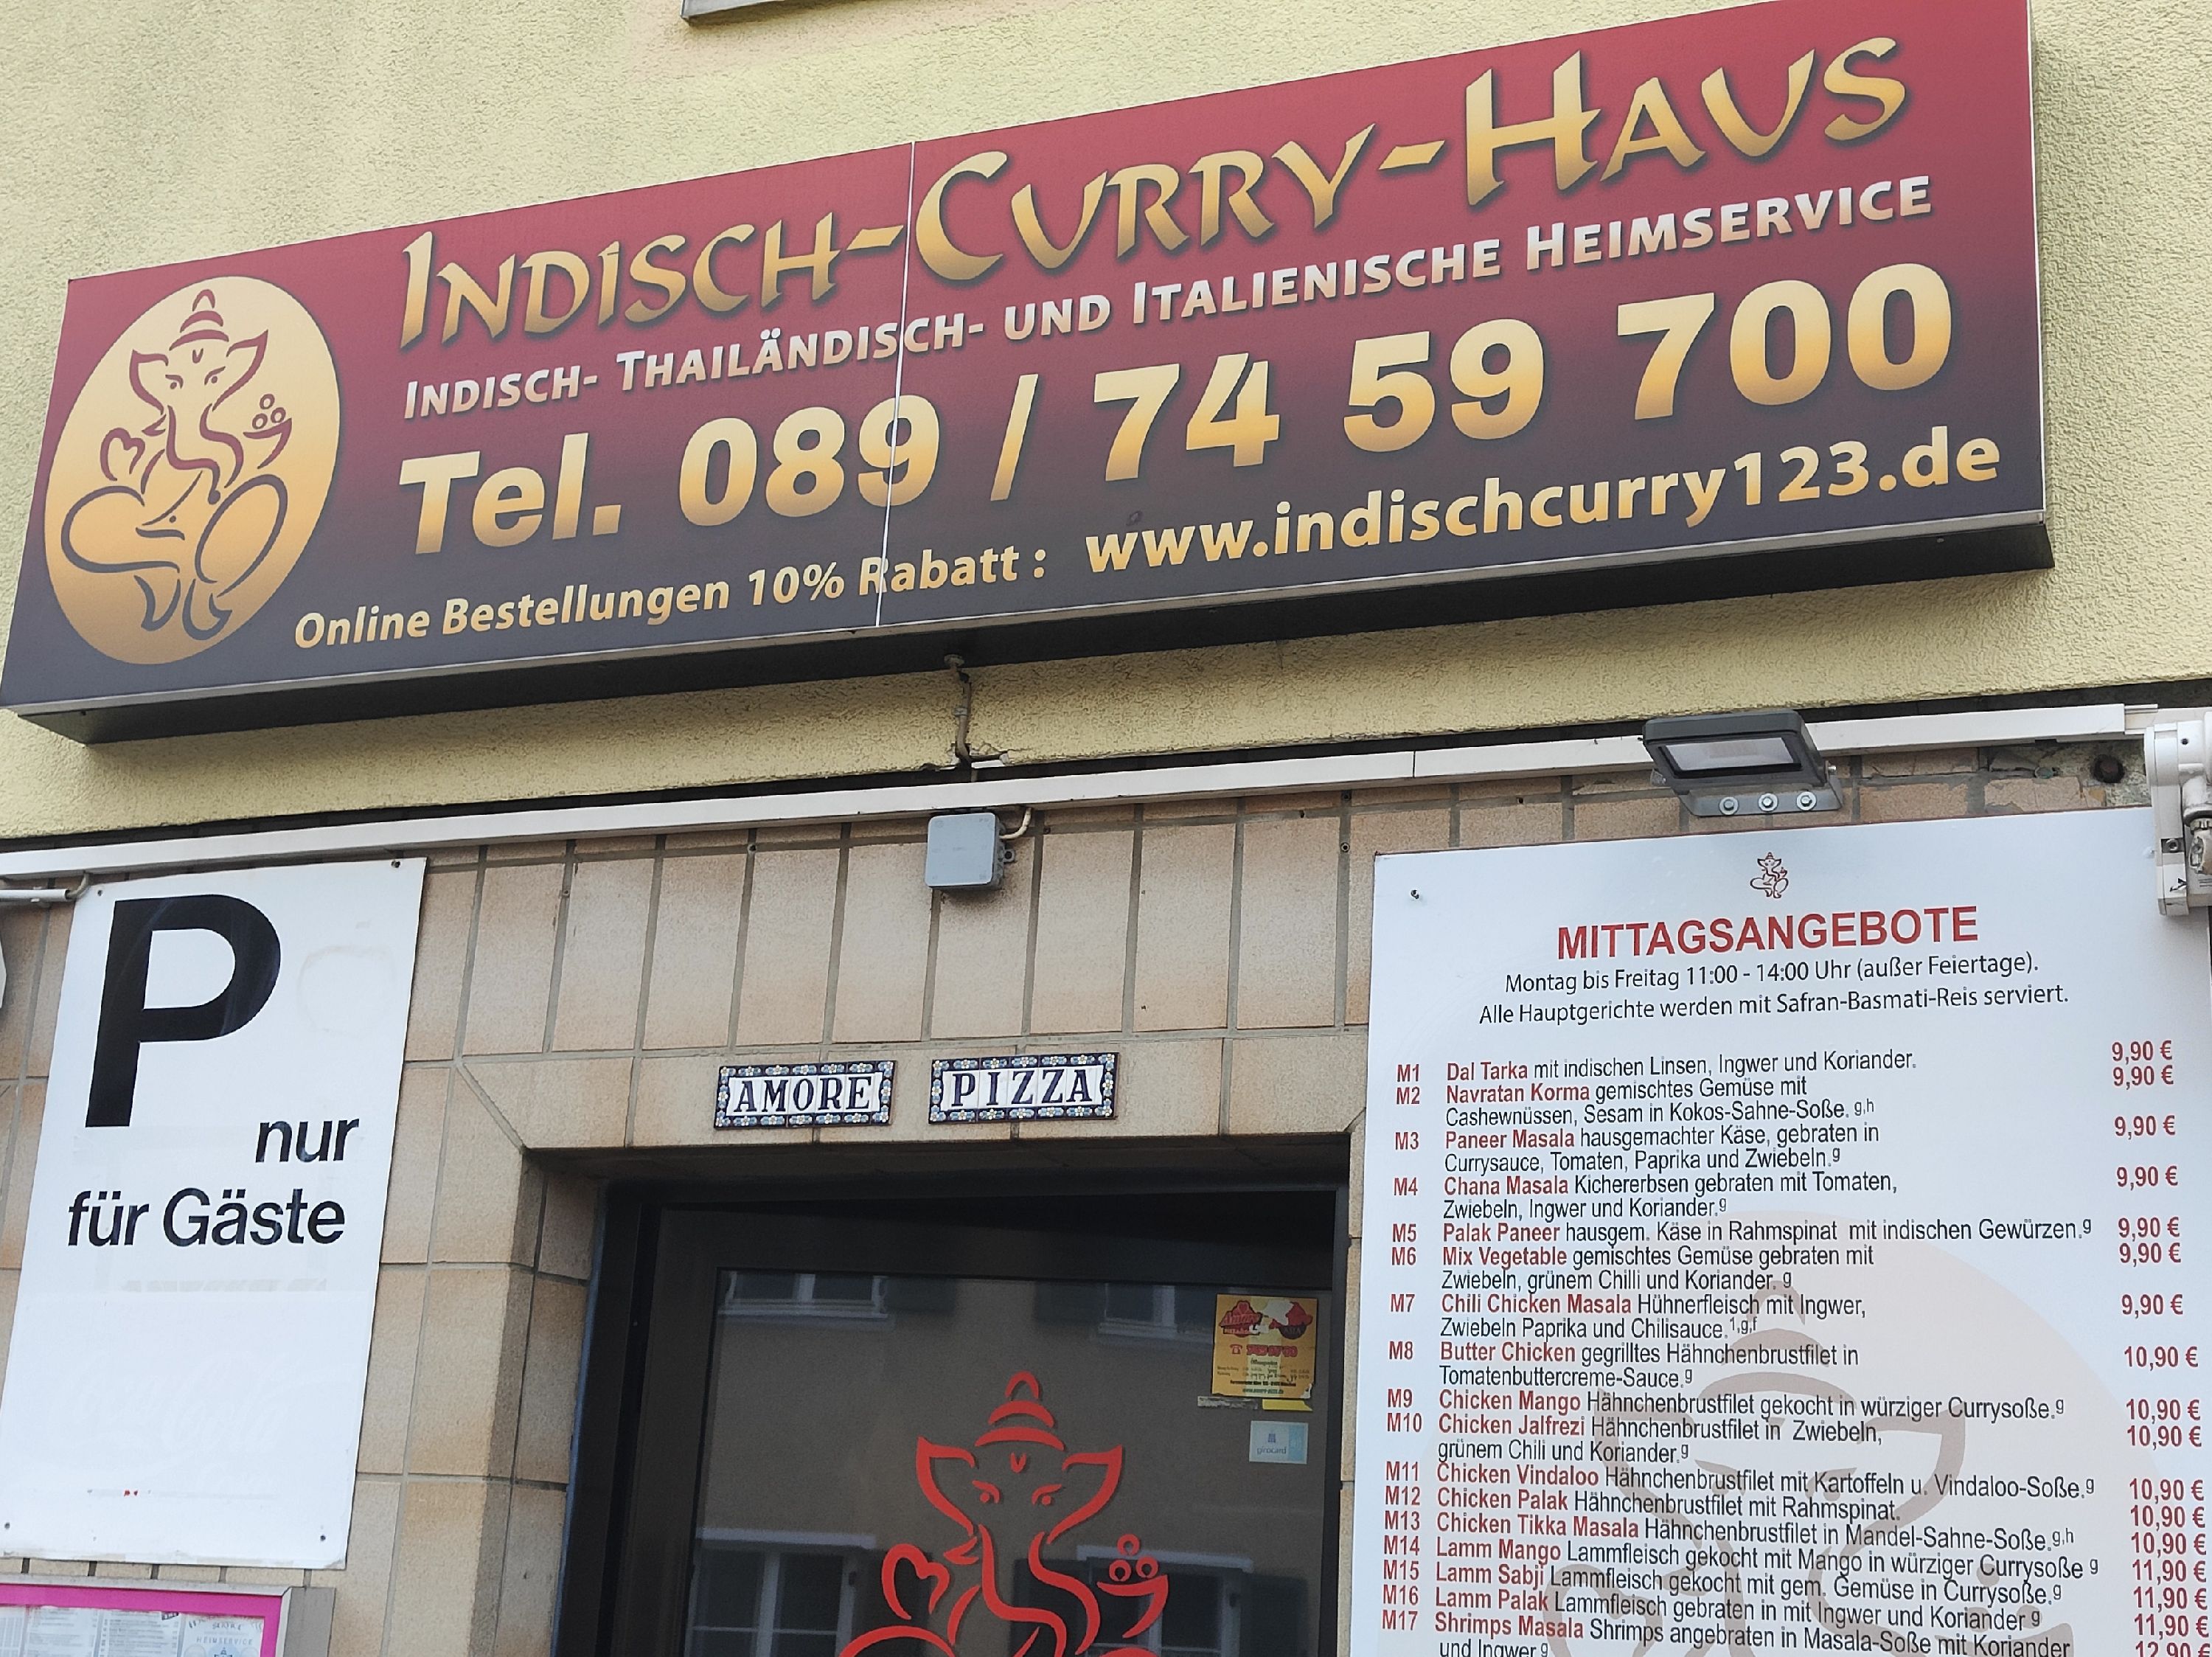 INDISCH-CURRY-HAUS
INDISCH- THAILÄNDISCH- UND ITALIENISCHE HEIMSERVICE
Tel. 089 / 74 59 700
Online Bestellungen 10% Rabatt : www.indischcurry123.de
P
nur
für Gäste
AMORE PIZZA
girocard
HEIMSERVICE
MITTAGSANGEBOTE
Montag bis Freitag 11:00 - 14:00 Uhr (außer Feiertage).
Alle Hauptgerichte werden mit Safran-Basmati-Reis serviert.
M1 Dal Tarka mit indischen Linsen, Ingwer und Koriander. 9,90 €
M2 Navratan Korma gemischtes Gemüse mit 9,90 €
Cashewnüssen, Sesam in Kokos-Sahne-Soße. g,h
M3 Paneer Masala hausgemachter Käse, gebraten in 9,90 €
Currysauce, Tomaten, Paprika und Zwiebeln.g
M4 Chana Masala Kichererbsen gebraten mit Tomaten, 9,90 €
Zwiebeln, Ingwer und Koriander.g
M5 Palak Paneer hausgem. Käse in Rahmspinat mit indischen Gewürzen.g 9,90 €
M6 Mix Vegetable gemischtes Gemüse gebraten mit 9,90 €
Zwiebeln, grünem Chilli und Koriander. g
M7 Chili Chicken Masala Hühnerfleisch mit Ingwer, 9,90 €
Zwiebeln Paprika und Chilisauce.1,g,f
M8 Butter Chicken gegrilltes Hähnchenbrustfilet in 10,90 €
Tomatenbuttercreme-Sauce.g
M9 Chicken Mango Hähnchenbrustfilet gekocht in würziger Currysoße.g 10,90 €
M10 Chicken Jalfrezi Hähnchenbrustfilet in Zwiebeln, 10,90 €
grünem Chili und Koriander.g
M11 Chicken Vindaloo Hähnchenbrustfilet mit Kartoffeln u. Vindaloo-Soße.g 10,90 €
M12 Chicken Palak Hähnchenbrustfilet mit Rahmspinat. 10,90 €
M13 Chicken Tikka Masala Hähnchenbrustfilet in Mandel-Sahne-Soße.g,h 10,90 €
M14 Lamm Mango Lammfleisch gekocht mit Mango in würziger Currysoße g 11,90 €
M15 Lamm Sabji Lammfleisch gekocht mit gem. Gemüse in Currysoße.g 11,90 €
M16 Lamm Palak Lammfleisch gebraten in mit Ingwer und Koriander g 11,90 €
M17 Shrimps Masala Shrimps angebraten in Masala-Soße mit Koriander 12,90 €
und Ingwer g